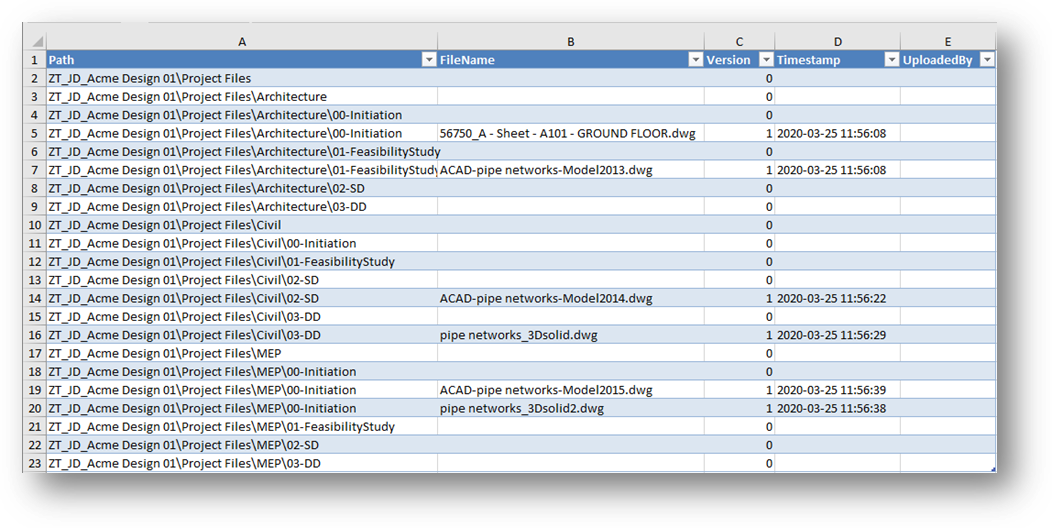 A B C D E
1 Path FileName Version Timestamp UploadedBy
2 ZT_JD_Acme Design 01\Project Files 0
3 ZT_JD_Acme Design 01\Project Files\Architecture 0
4 ZT_JD_Acme Design 01\Project Files\Architecture\00-Initiation 0
5 ZT_JD_Acme Design 01\Project Files\Architecture\00-Initiation 56750_A - Sheet - A101 - GROUND FLOOR.dwg 1 2020-03-25 11:56:08
6 ZT_JD_Acme Design 01\Project Files\Architecture\01-FeasibilityStudy 0
7 ZT_JD_Acme Design 01\Project Files\Architecture\01-FeasibilityStudy ACAD-pipe networks-Model2013.dwg 1 2020-03-25 11:56:08
8 ZT_JD_Acme Design 01\Project Files\Architecture\02-SD 0
9 ZT_JD_Acme Design 01\Project Files\Architecture\03-DD 0
10 ZT_JD_Acme Design 01\Project Files\Civil 0
11 ZT_JD_Acme Design 01\Project Files\Civil\00-Initiation 0
12 ZT_JD_Acme Design 01\Project Files\Civil\01-FeasibilityStudy 0
13 ZT_JD_Acme Design 01\Project Files\Civil\02-SD 0
14 ZT_JD_Acme Design 01\Project Files\Civil\02-SD ACAD-pipe networks-Model2014.dwg 1 2020-03-25 11:56:22
15 ZT_JD_Acme Design 01\Project Files\Civil\03-DD 0
16 ZT_JD_Acme Design 01\Project Files\Civil\03-DD pipe networks_3Dsolid.dwg 1 2020-03-25 11:56:29
17 ZT_JD_Acme Design 01\Project Files\MEP 0
18 ZT_JD_Acme Design 01\Project Files\MEP\00-Initiation 0
19 ZT_JD_Acme Design 01\Project Files\MEP\00-Initiation ACAD-pipe networks-Model2015.dwg 1 2020-03-25 11:56:39
20 ZT_JD_Acme Design 01\Project Files\MEP\00-Initiation pipe networks_3Dsolid2.dwg 1 2020-03-25 11:56:38
21 ZT_JD_Acme Design 01\Project Files\MEP\01-FeasibilityStudy 0
22 ZT_JD_Acme Design 01\Project Files\MEP\02-SD 0
23 ZT_JD_Acme Design 01\Project Files\MEP\03-DD 0